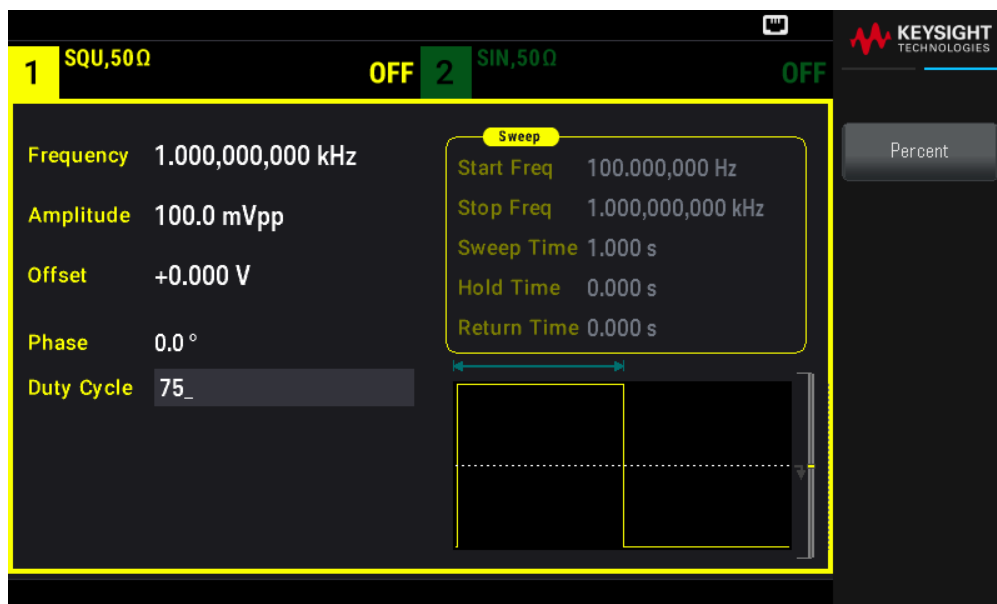 KEYSIGHT
TECHNOLOGIES
1 SQU,50Ω OFF
2 SIN,50Ω OFF
Frequency 1.000,000,000 kHz
Amplitude 100.0 mVpp
Offset +0.000 V
Phase 0.0 °
Duty Cycle 75_
Sweep
Start Freq 100.000,000 Hz
Stop Freq 1.000,000,000 kHz
Sweep Time 1.000 s
Hold Time 0.000 s
Return Time 0.000 s
Percent